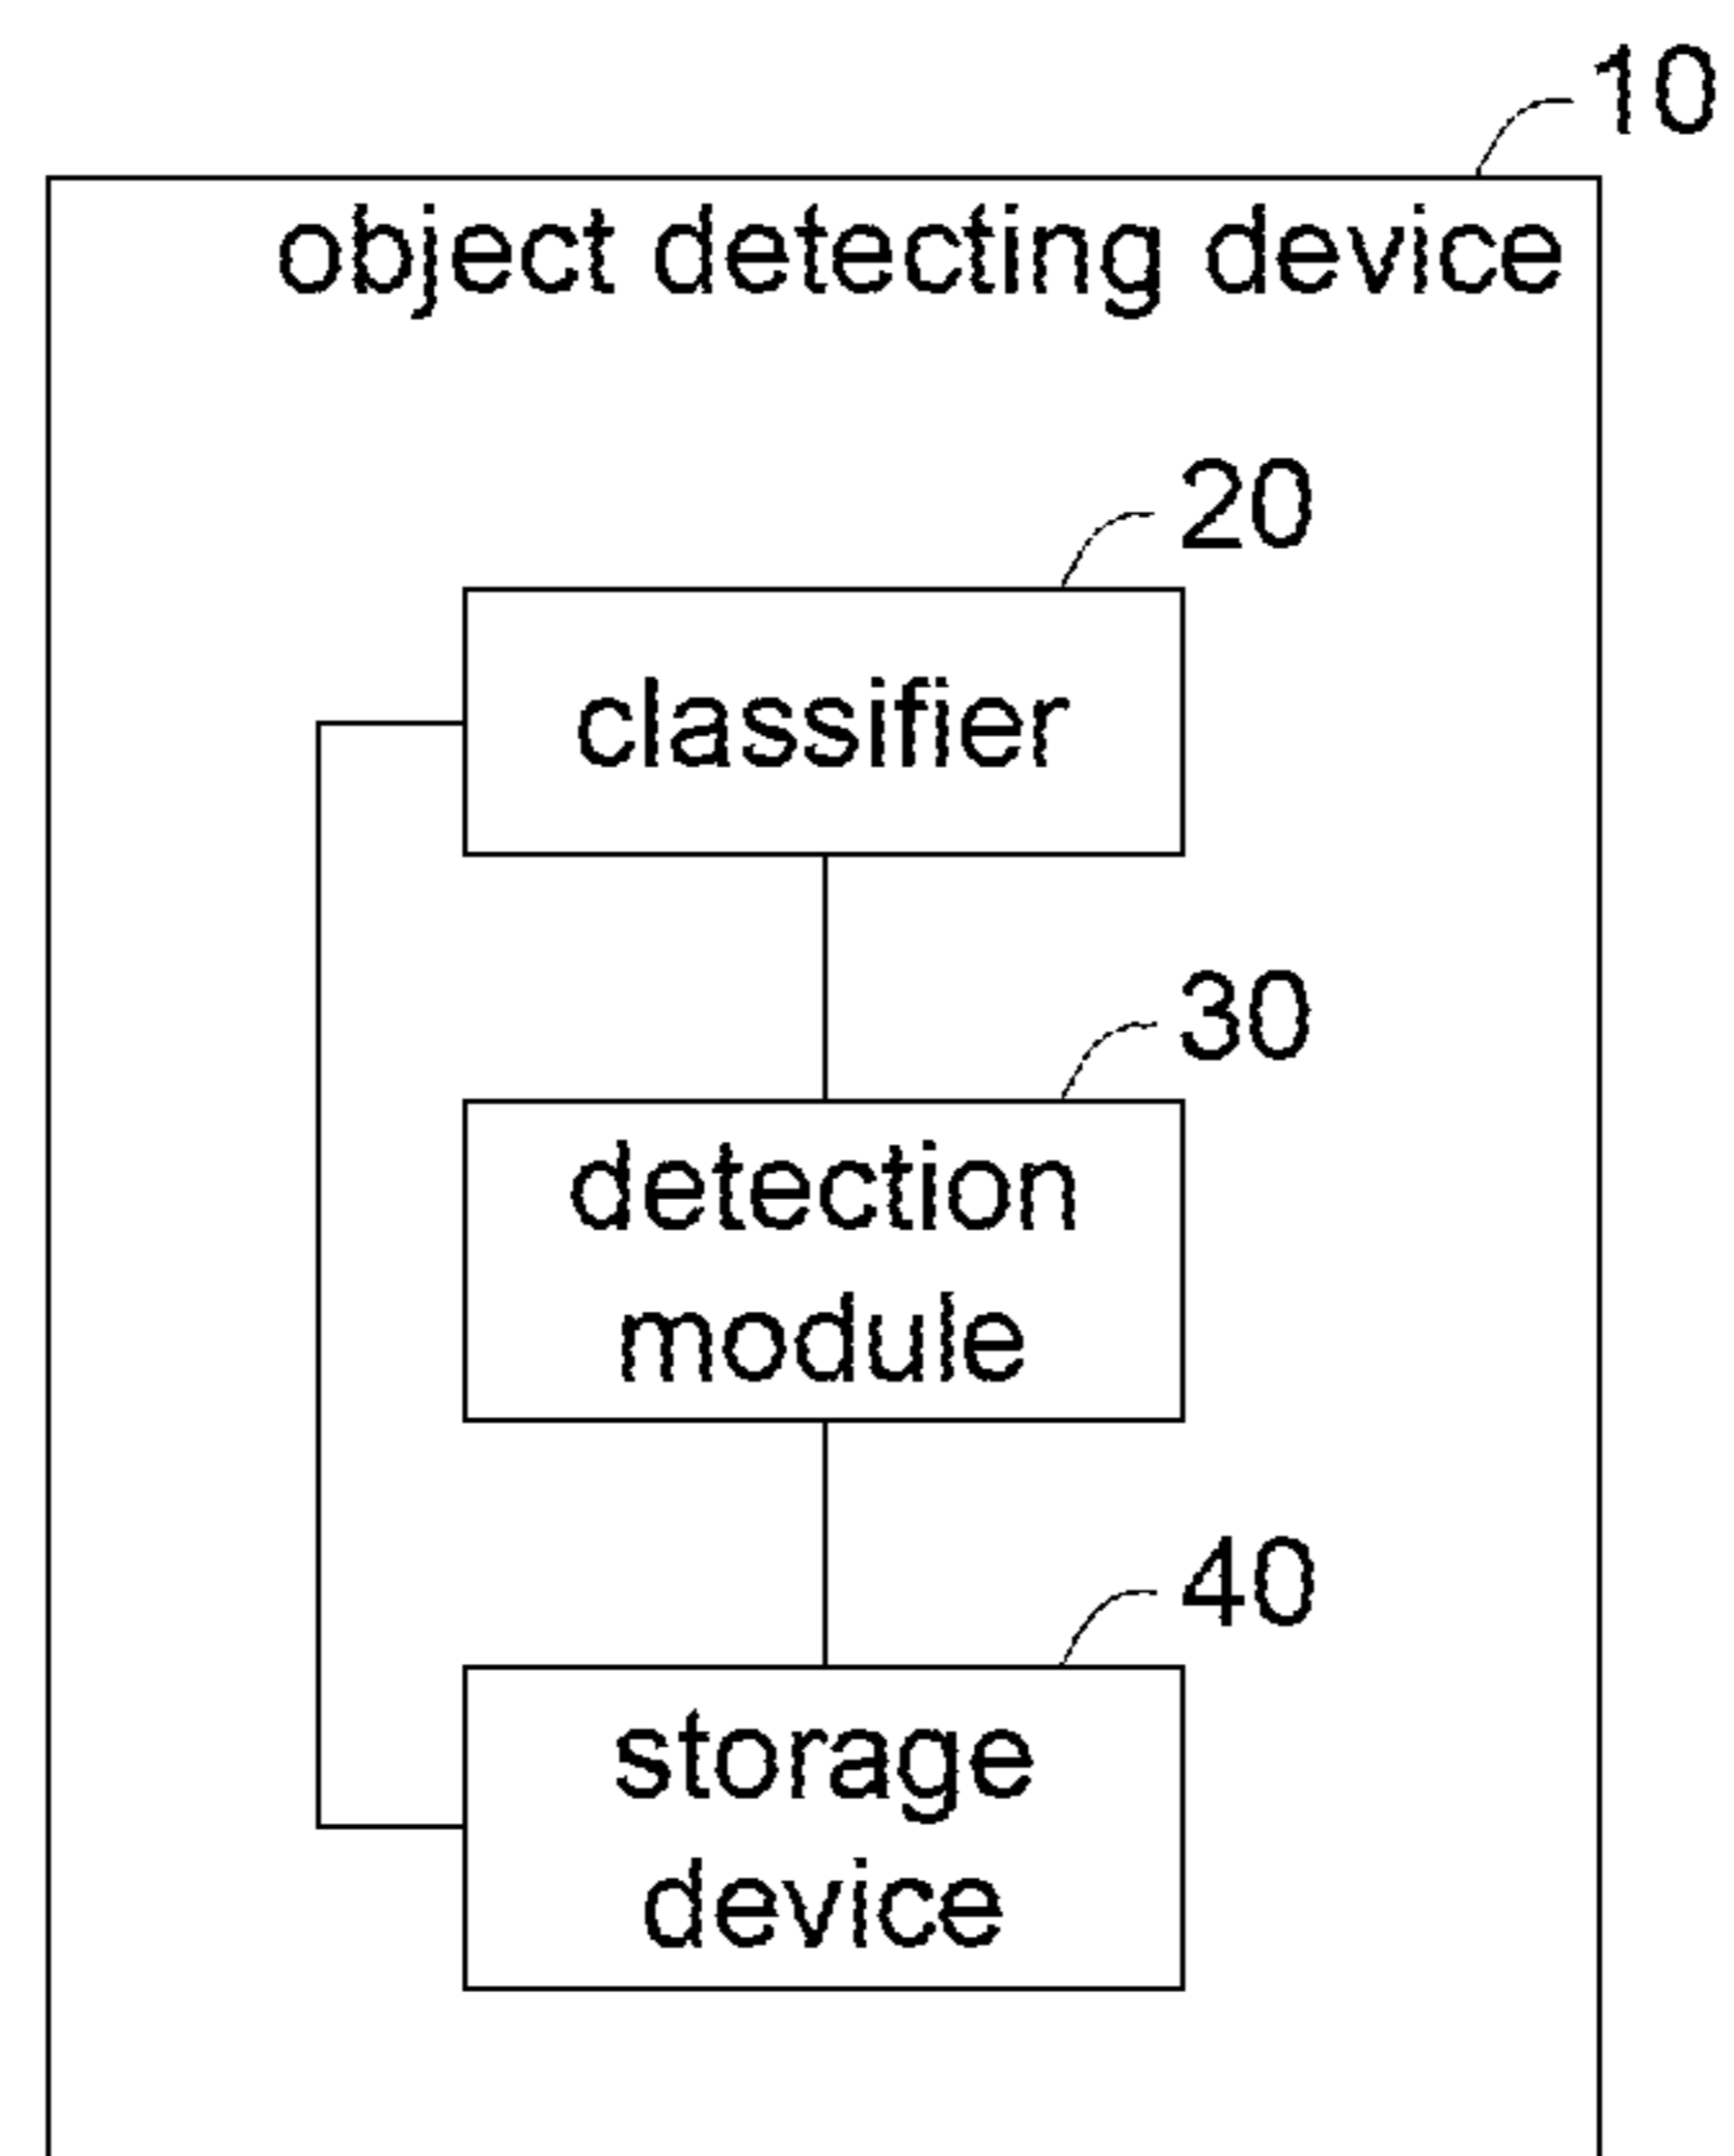 10
object detecting device
20
classifier
30
detection
module
40
storage
device